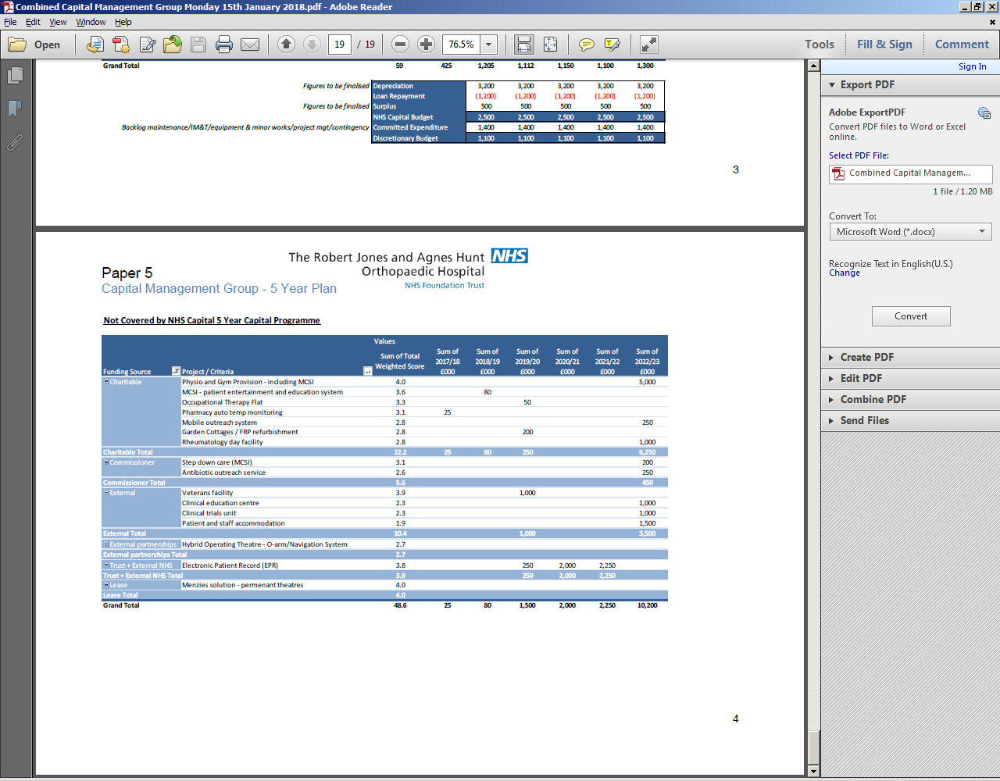 Combined Capital Management Group Monday 15th January 2018.pdf - Adobe Reader
File Edit View Window Help
Open 19 / 19 76.5% Tools Fill & Sign Comment
Sign In
Export PDF
Adobe ExportPDF
Convert PDF files to Word or Excel
online.
Select PDF File:
Combined Capital Managem...
1 file / 1.20 MB
Convert To:
Microsoft Word (*.docx)
Recognize Text in English(U.S.)
Change
Convert
Create PDF
Edit PDF
Combine PDF
Send Files
Grand Total 59 425 1,205 1,112 1,150 1,100 1,300
Figures to be finalised Depreciation 3,200 3,200 3,200 3,200 3,200
Loan Repayment (1,200) (1,200) (1,200) (1,200) (1,200)
Figures to be finalised Surplus 500 500 500 500 500
NHS Capital Budget 2,500 2,500 2,500 2,500 2,500
Backlog maintenance/IM&T/equipment & minor works/project mgt/contingency Committed Expenditure 1,400 1,400 1,400 1,400 1,400
Discretionary Budget 1,100 1,100 1,100 1,100 1,100
3
The Robert Jones and Agnes Hunt NHS
Orthopaedic Hospital
NHS Foundation Trust
Paper 5
Capital Management Group - 5 Year Plan
Not Covered by NHS Capital 5 Year Capital Programme
Values
Funding Source Project / Criteria Sum of Total Weighted Score Sum of 2017/18 £000 Sum of 2018/19 £000 Sum of 2019/20 £000 Sum of 2020/21 £000 Sum of 2021/22 £000 Sum of 2022/23 £000
Charitable Physio and Gym Provision - including MCSI 4.0 5,000
MCSI - patient entertainment and education system 3.6 80
Occupational Therapy Flat 3.3 50
Pharmacy auto temp monitoring 3.1 25
Mobile outreach system 2.8 250
Garden Cottages / FRP refurbishment 2.8 200
Rheumatology day facility 2.8 1,000
Charitable Total 22.2 25 80 250 6,250
Commissioner Step down care (MCSI) 3.1 200
Antibiotic outreach service 2.6 250
Commissioner Total 5.6 450
External Veterans facility 3.9 1,000
Clinical education centre 2.3 1,000
Clinical trials unit 2.3 1,000
Patient and staff accommodation 1.9 1,500
External Total 10.4 1,000 3,500
External partnerships Hybrid Operating Theatre - O-arm/Navigation System 2.7
External partnerships Total 2.7
Trust + External NHS Electronic Patient Record (EPR) 3.8 250 2,000 2,250
Trust + External NHS Total 3.8 250 2,000 2,250
Lease Menzies solution - permenant theatres 4.0
Lease Total 4.0
Grand Total 48.6 25 80 1,500 2,000 2,250 10,200
4